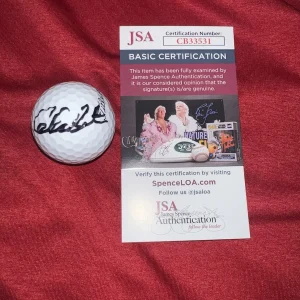 JSA
Certification Number:
CB33531
BASIC CERTIFICATION
This item has been fully examined by
James Spence Authentication, and
it is our considered opinion that the
signature(s) is/are genuine.
Verify this certification by visiting
SpenceLOA.com
Follow us @jsaloa
JSA
James Spence
Authentication